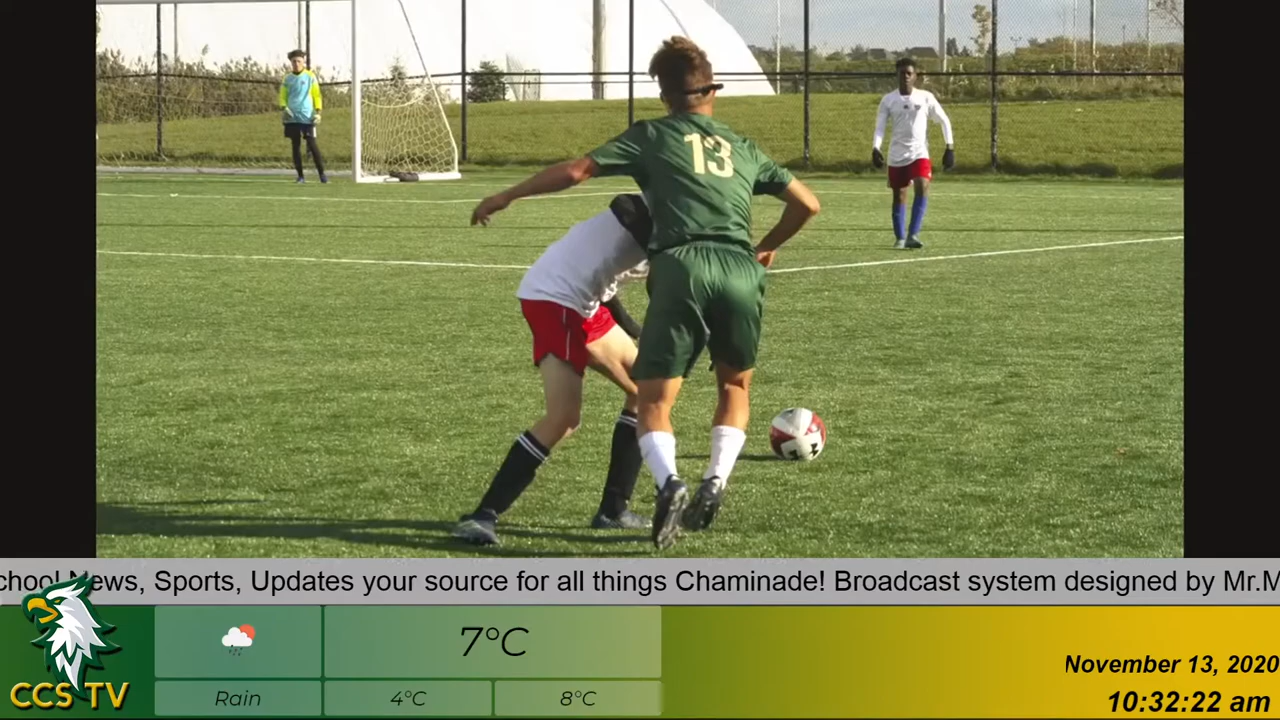 13
chool News, Sports, Updates your source for all things Chaminade! Broadcast system designed by Mr.M
7°C
November 13, 2020
CCS TV
Rain
4°C
8°C
10:32:22 am